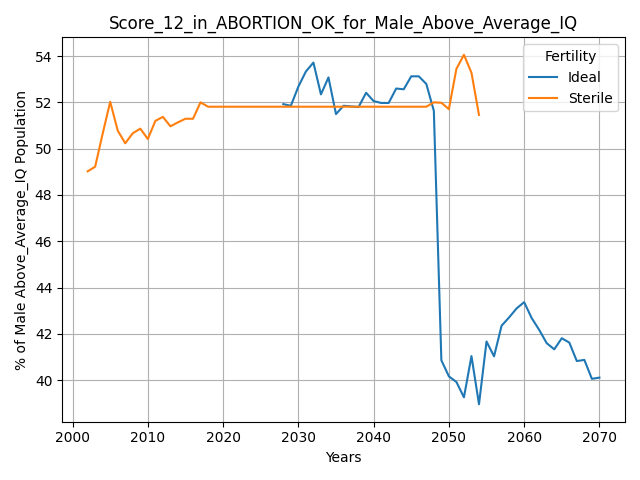 Score_12_in_ABORTION_OK_for_Male_Above_Average_IQ
% of Male Above_Average_IQ Population
54
52
50
48
46
44
42
40
Fertility
Ideal
Sterile
2000 2010 2020 2030 2040 2050 2060 2070
Years